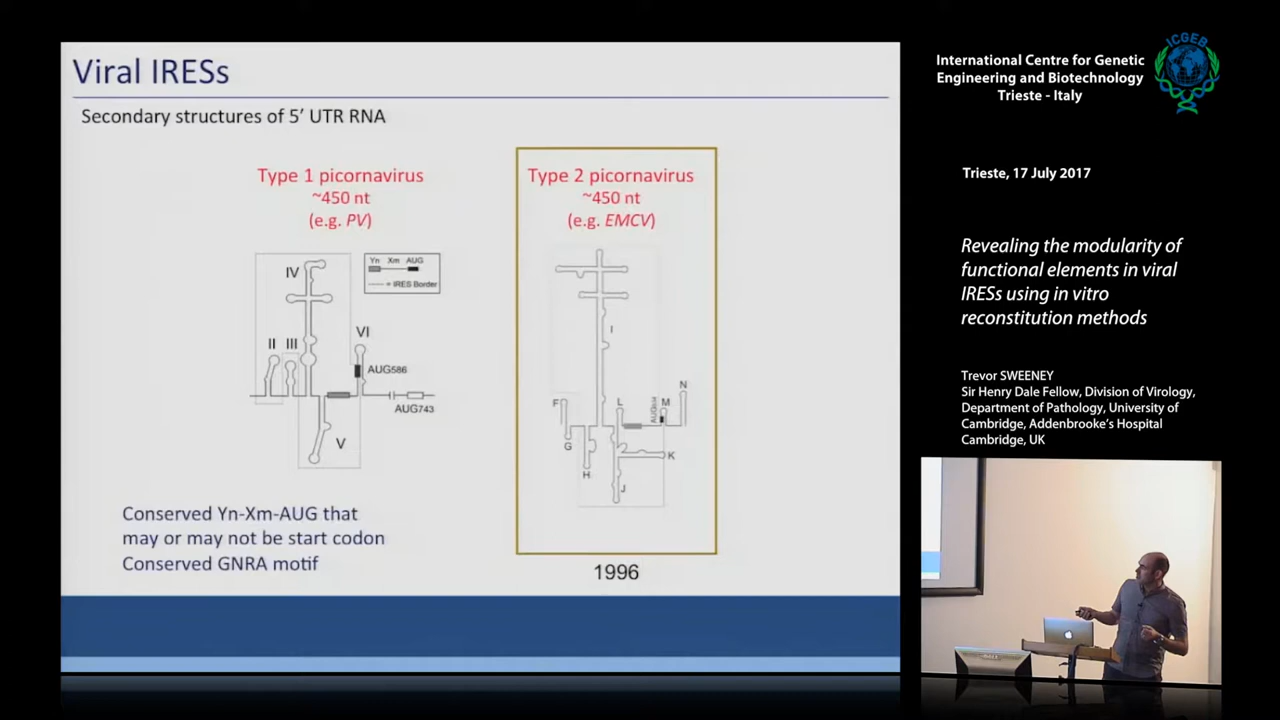 Viral IRESs
Secondary structures of 5’ UTR RNA
Type 1 picornavirus
~450 nt
(e.g. PV)
Type 2 picornavirus
~450 nt
(e.g. EMCV)
Yn Xm AUG
= IRES Border
IV
II
III
VI
AUG586
AUG743
V
I
F
G
H
L
M
N
K
J
Conserved Yn-Xm-AUG that
may or may not be start codon
Conserved GNRA motif
1996
International Centre for Genetic
Engineering and Biotechnology
Trieste - Italy
ICGEB
Trieste, 17 July 2017
Revealing the modularity of
functional elements in viral
IRESs using in vitro
reconstitution methods
Trevor SWEENEY
Sir Henry Dale Fellow, Division of Virology,
Department of Pathology, University of
Cambridge, Addenbrooke's Hospital
Cambridge, UK